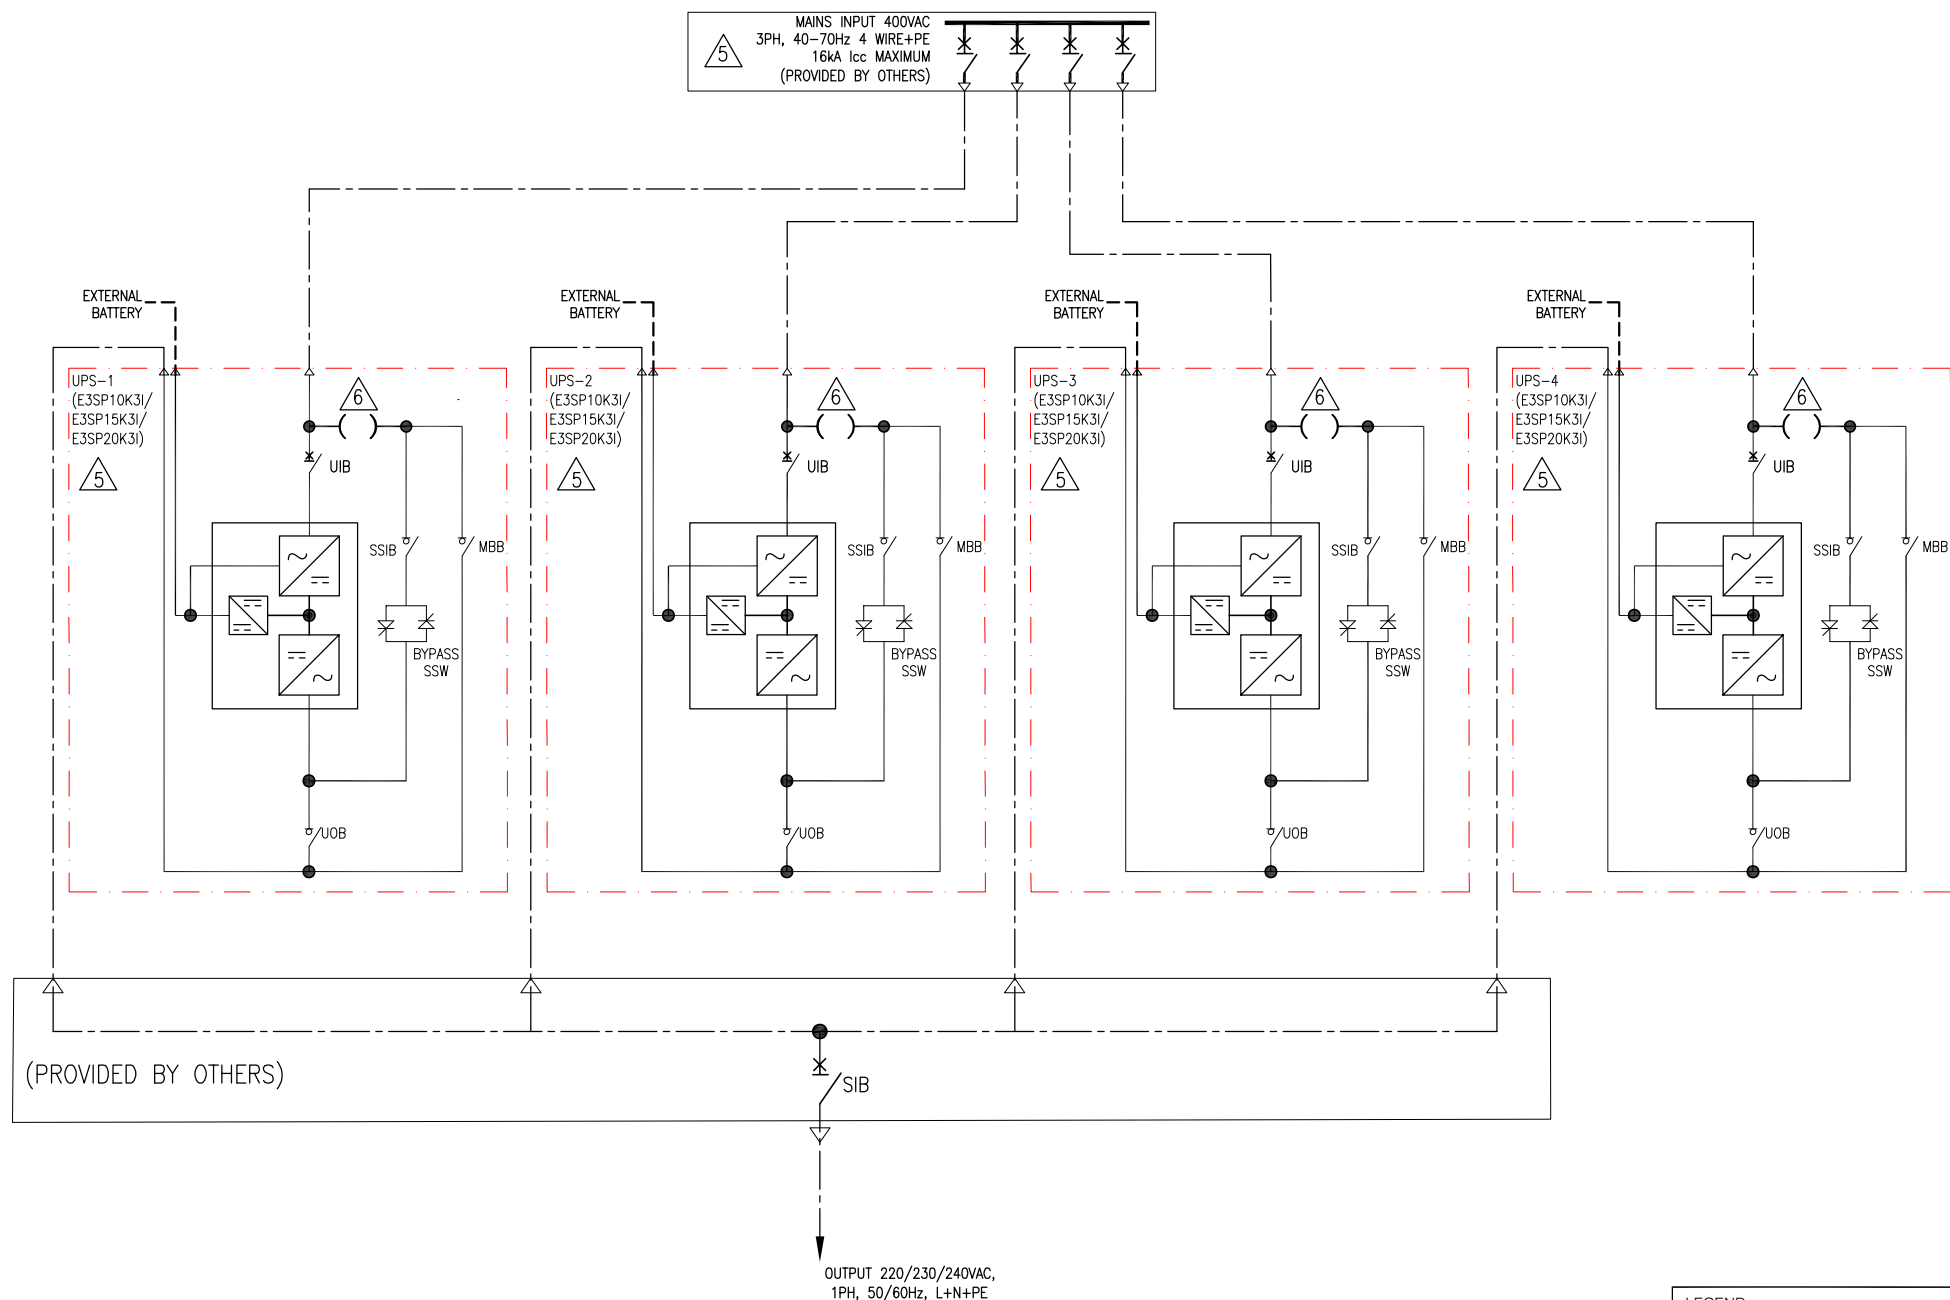 MAINS INPUT 400VAC
3PH, 40-70Hz 4 WIRE+PE
16kA Icc MAXIMUM
(PROVIDED BY OTHERS)
5
EXTERNAL
BATTERY
UPS-1
(E3SP10K3I/
E3SP15K3I/
E3SP20K3I)
5
6
UIB
SSIB
MBB
BYPASS
SSW
UOB
EXTERNAL
BATTERY
UPS-2
(E3SP10K3I/
E3SP15K3I/
E3SP20K3I)
5
6
UIB
SSIB
MBB
BYPASS
SSW
UOB
EXTERNAL
BATTERY
UPS-3
(E3SP10K3I/
E3SP15K3I/
E3SP20K3I)
5
6
UIB
SSIB
MBB
BYPASS
SSW
UOB
EXTERNAL
BATTERY
UPS-4
(E3SP10K3I/
E3SP15K3I/
E3SP20K3I)
5
6
UIB
SSIB
MBB
BYPASS
SSW
UOB
(PROVIDED BY OTHERS)
SIB
OUTPUT 220/230/240VAC,
1PH, 50/60Hz, L+N+PE
LEGEND